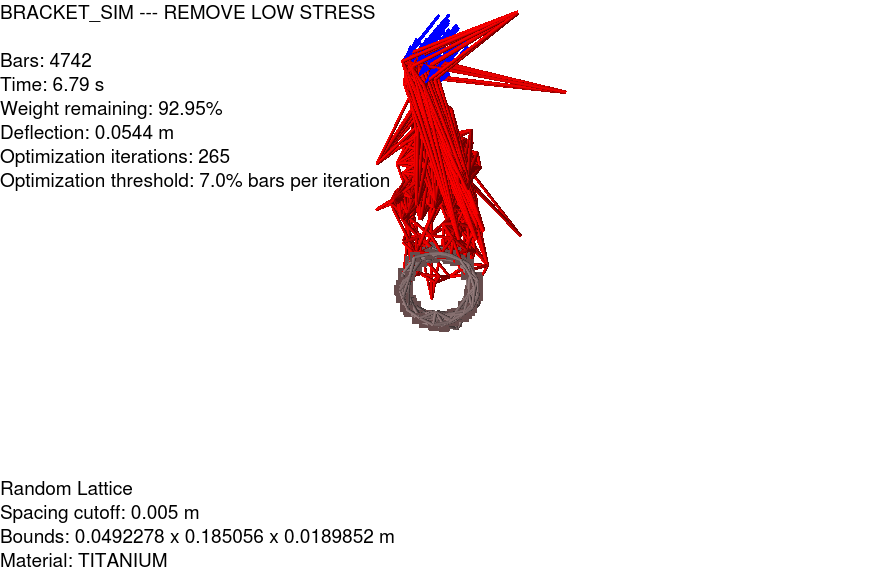 BRACKET_SIM --- REMOVE LOW STRESS
Bars: 4742
Time: 6.79 s
Weight remaining: 92.95%
Deflection: 0.0544 m
Optimization iterations: 265
Optimization threshold: 7.0% bars per iteration
Random Lattice
Spacing cutoff: 0.005 m
Bounds: 0.0492278 x 0.185056 x 0.0189852 m
Material: TITANIUM